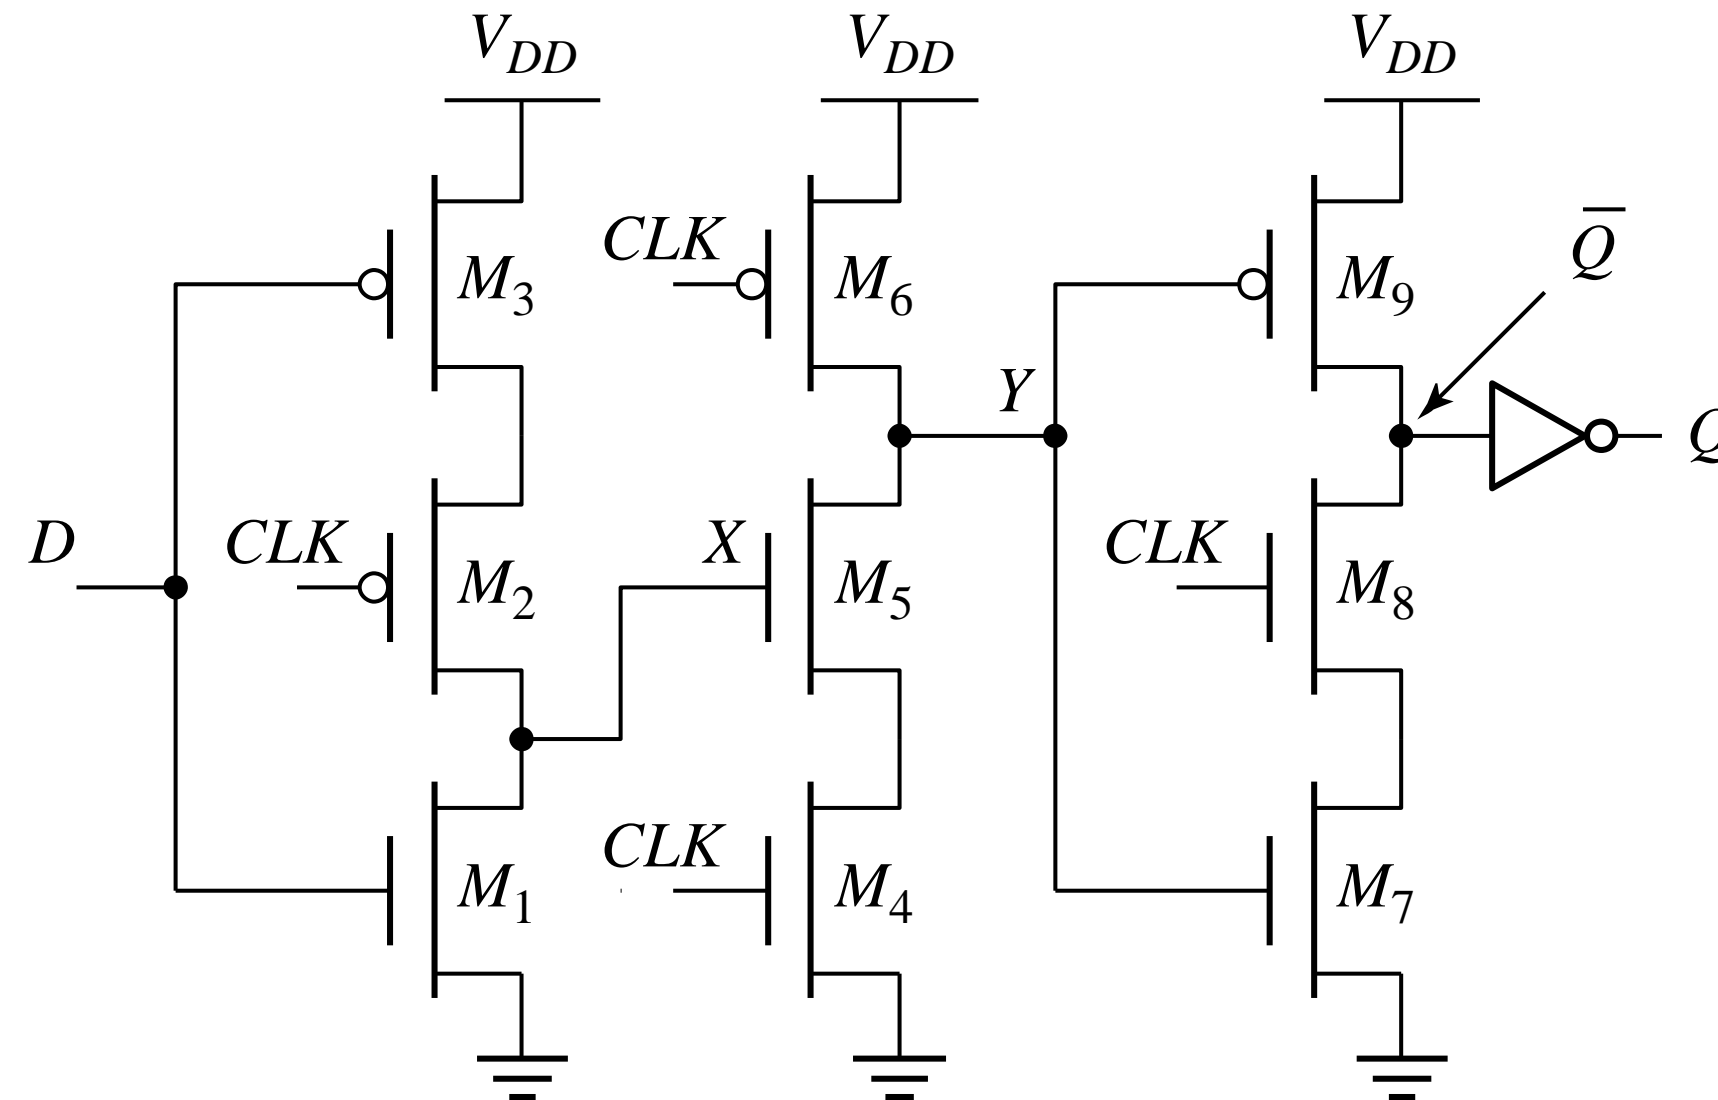 V_DD V_DD V_DD
CLK Q̅
M_3 M_6 M_9
Y
Q
D CLK X CLK
M_2 M_5 M_8
CLK
M_1 M_4 M_7